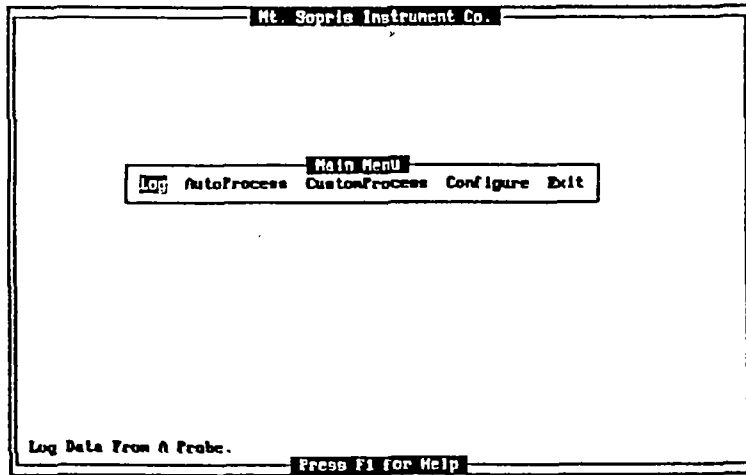 Mt. Sopris Instrument Co.
Main Menu
Log AutoProcess CustomProcess Configure Exit
Log Data From A Probe.
Press F1 for Help